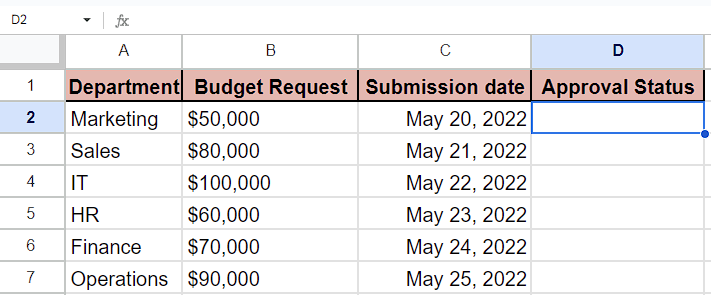 D2 fx
A B C D
1 Department Budget Request Submission date Approval Status
2 Marketing $50,000 May 20, 2022
3 Sales $80,000 May 21, 2022
4 IT $100,000 May 22, 2022
5 HR $60,000 May 23, 2022
6 Finance $70,000 May 24, 2022
7 Operations $90,000 May 25, 2022